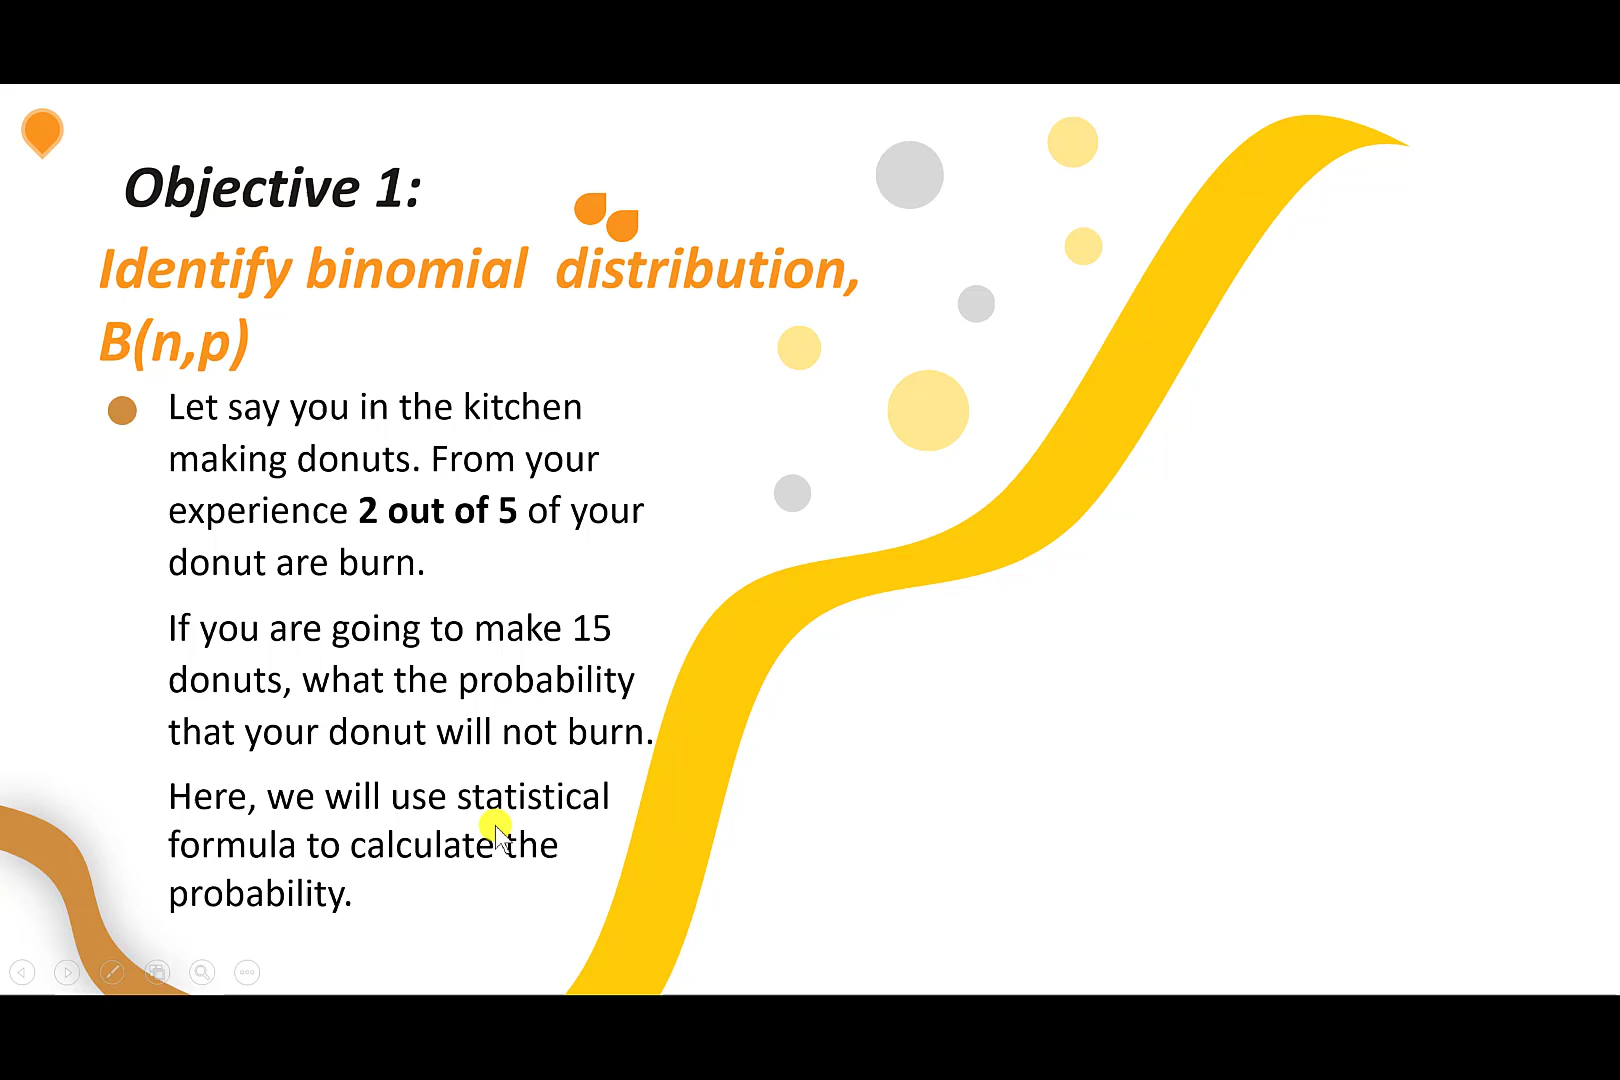 Objective 1:
Identify binomial distribution,
B(n,p)
Let say you in the kitchen
making donuts. From your
experience 2 out of 5 of your
donut are burn.
If you are going to make 15
donuts, what the probability
that your donut will not burn.
Here, we will use statistical
formula to calculate the
probability.